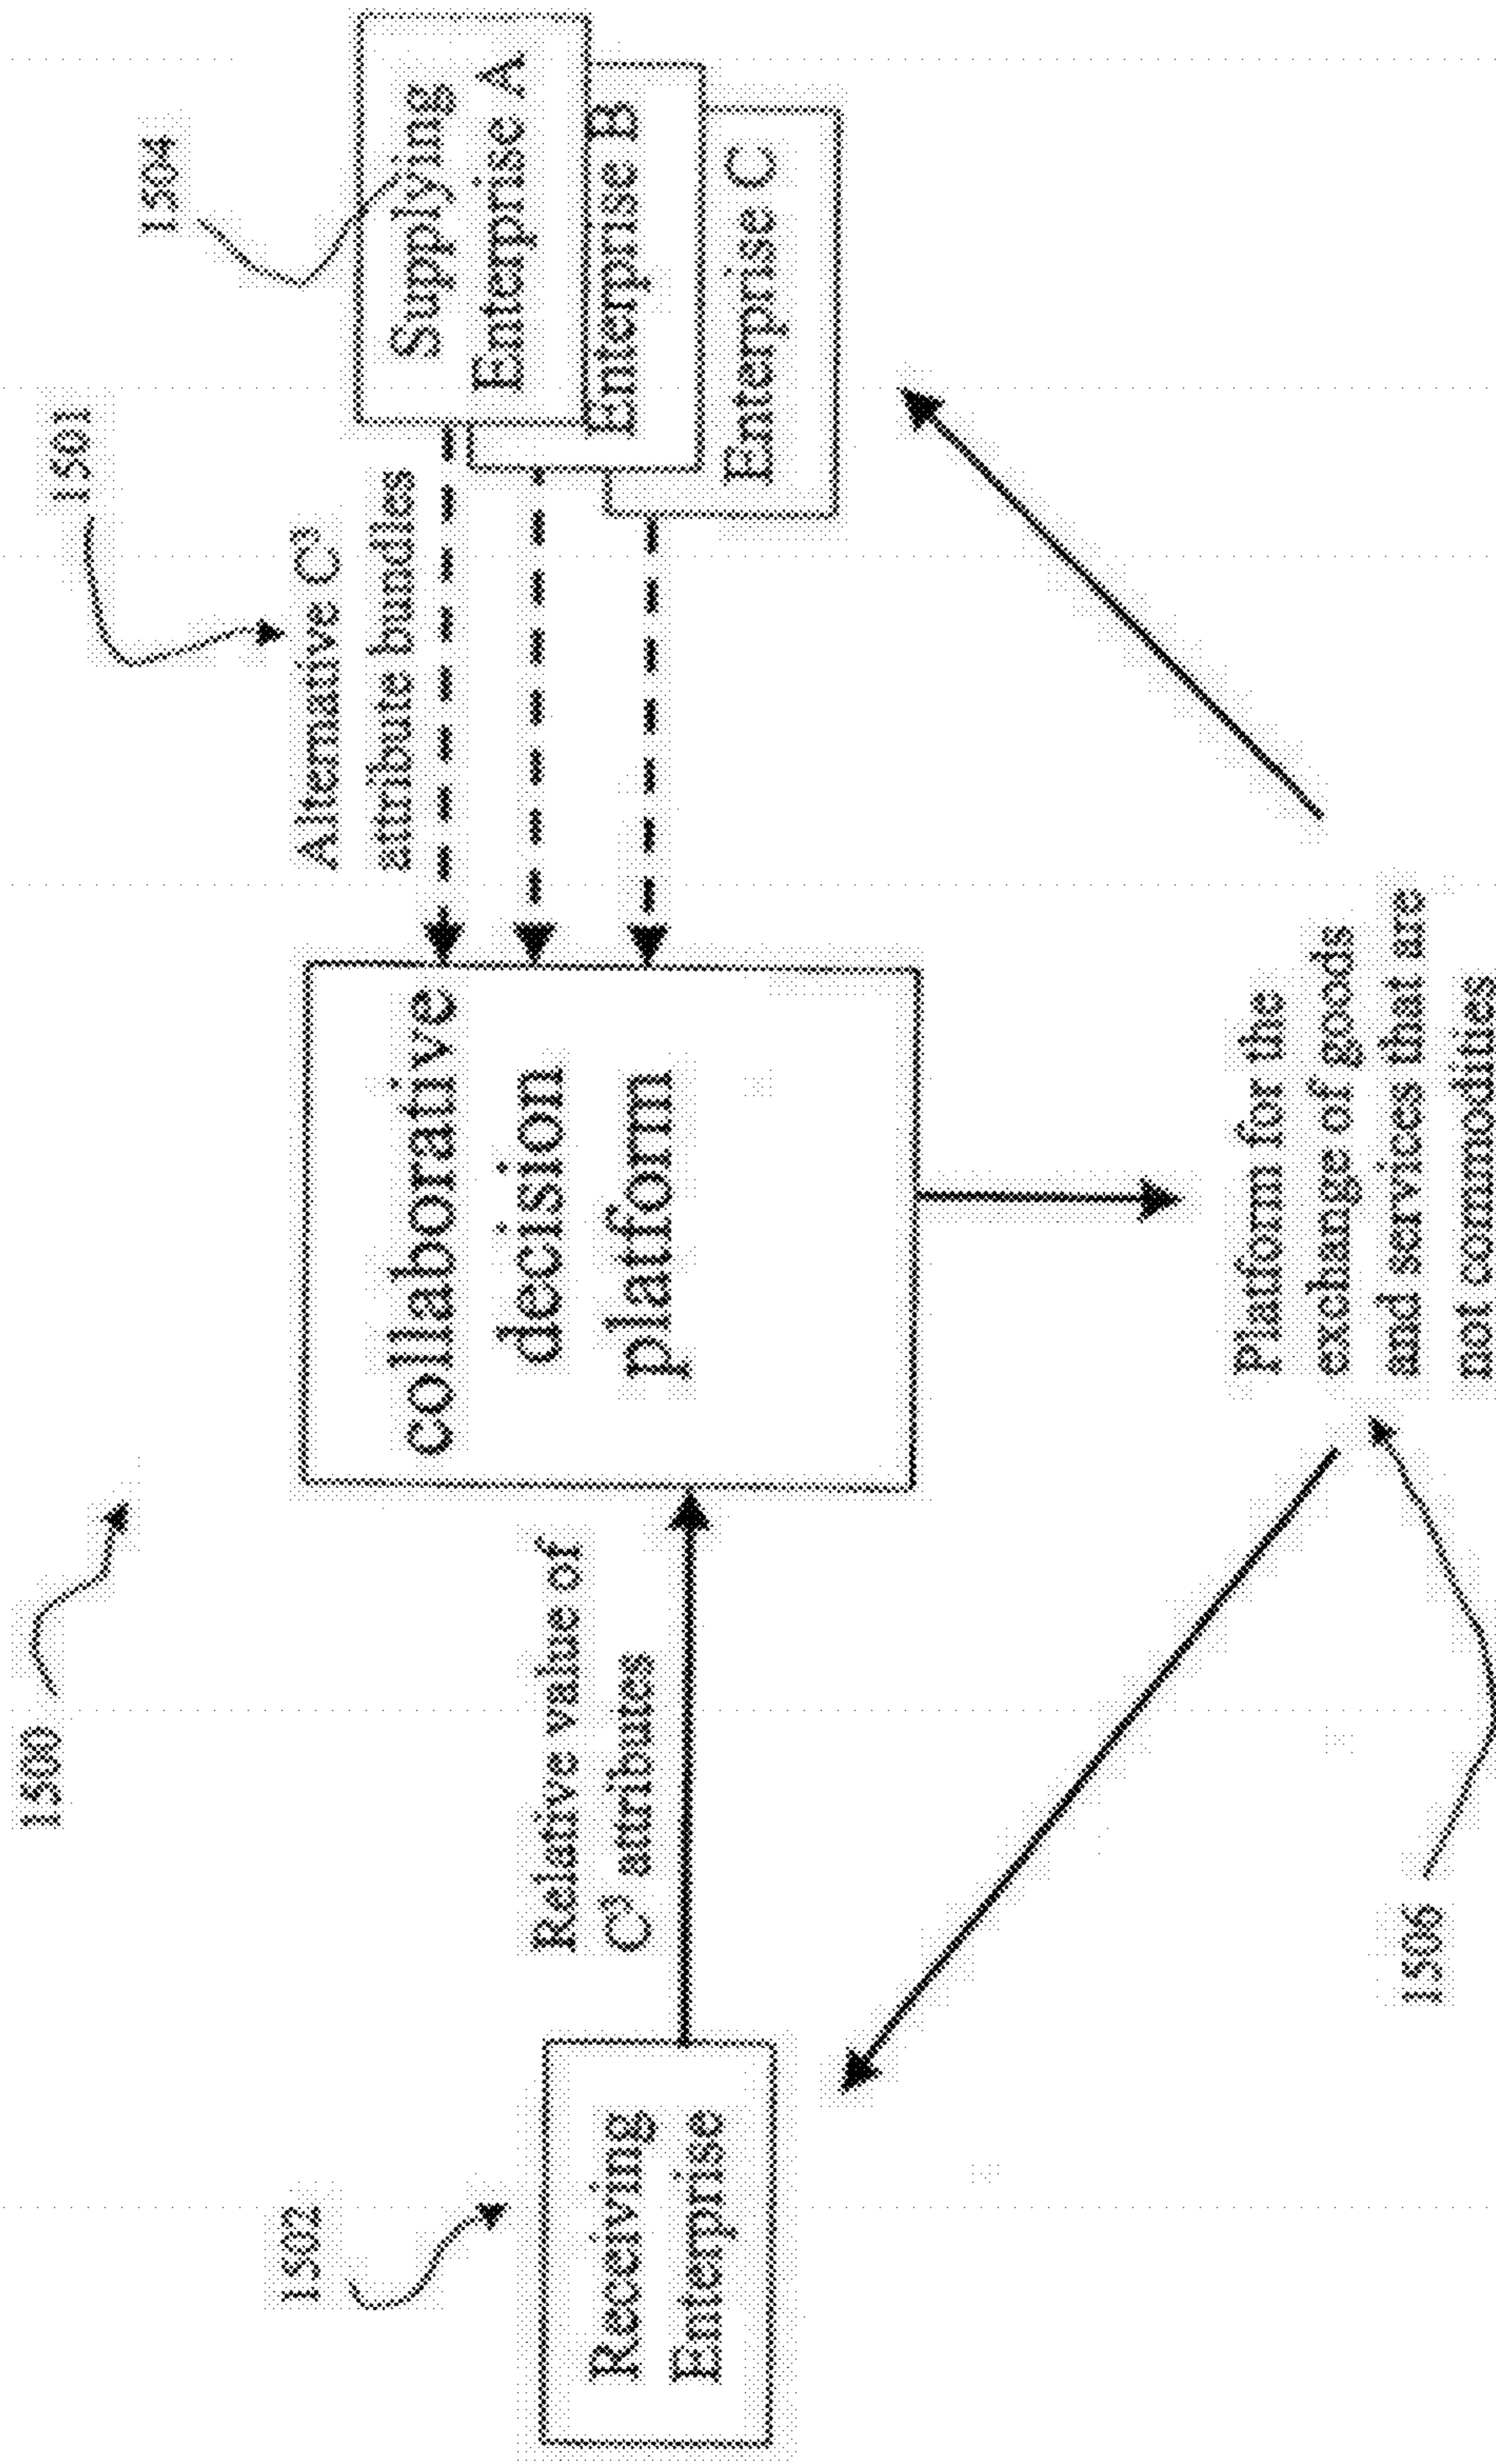 1500
1501
1504
Alternative C³
attribute bundles
Supplying
Enterprise A
Enterprise B
Enterprise C
collaborative
decision
platform
Relative value of
C³ attributes
1502
Receiving
Enterprise
Platform for the
exchange of goods
and services that are
not commodities
1506